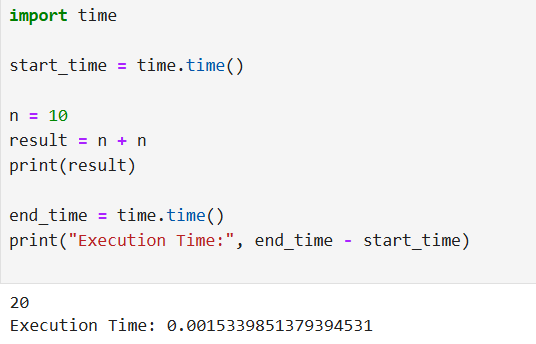 import time
start_time = time.time()
n = 10
result = n + n
print(result)
end_time = time.time()
print("Execution Time:", end_time - start_time)
20
Execution Time: 0.0015339851379394531